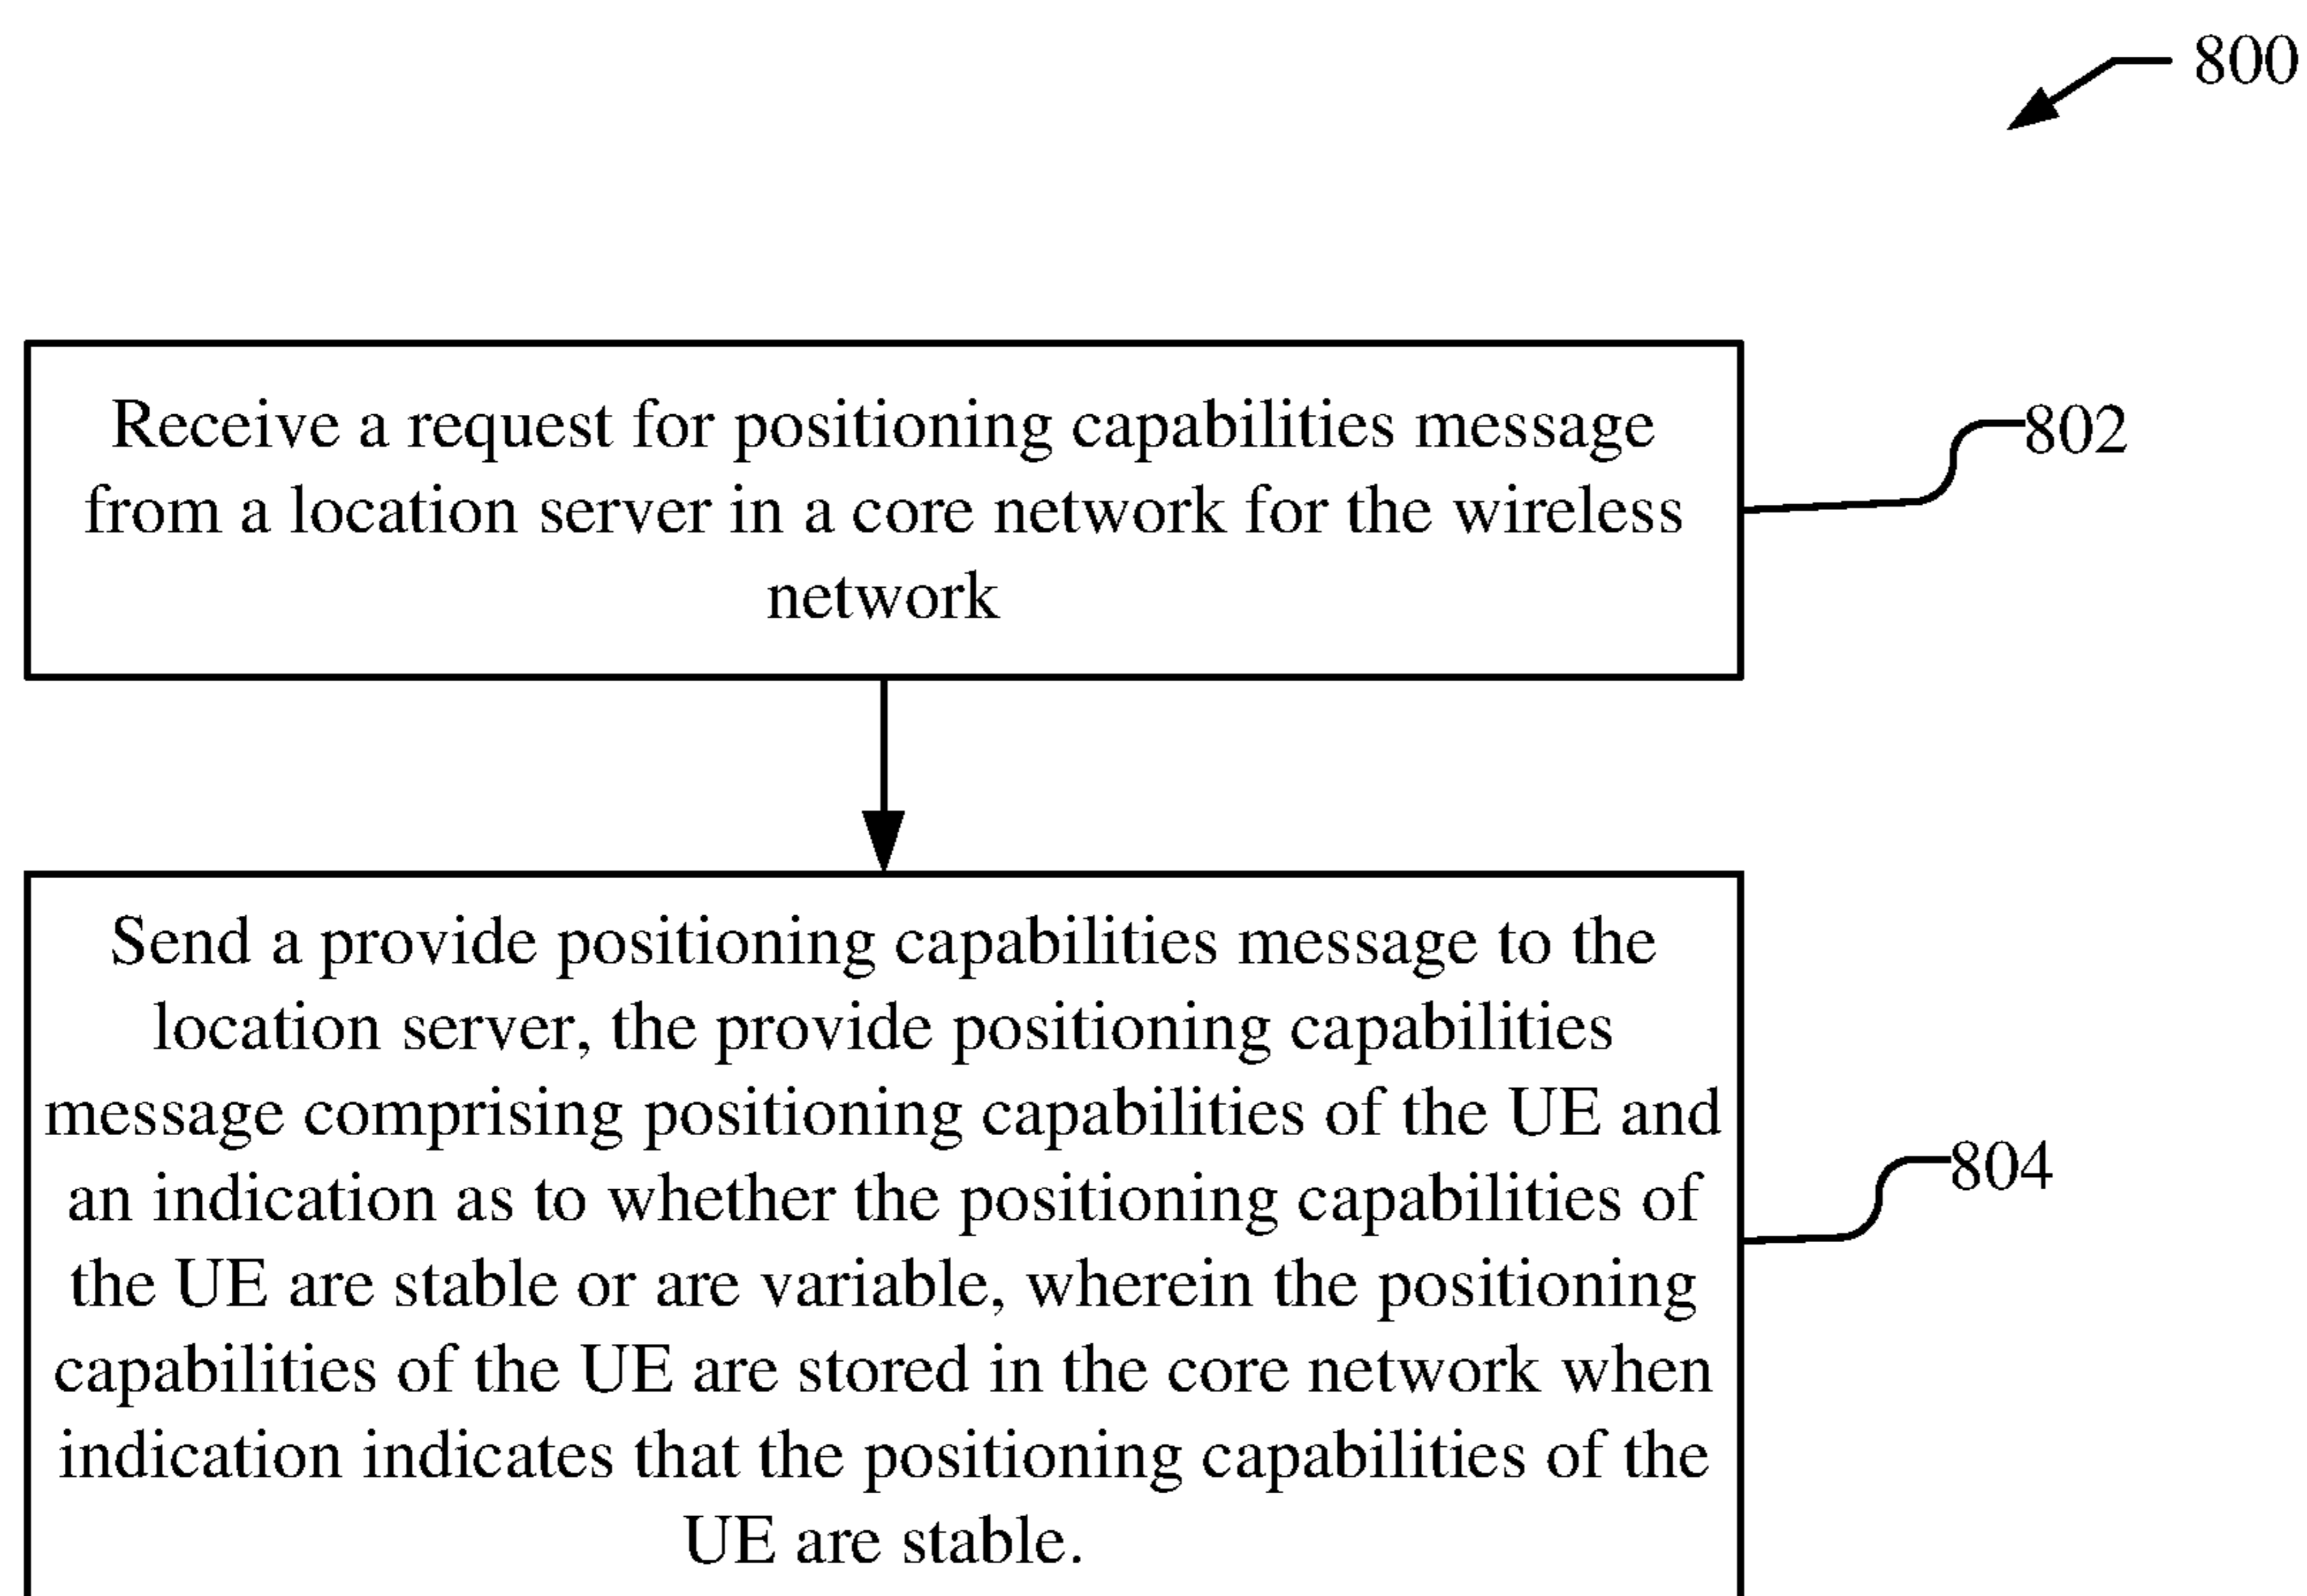 800
Receive a request for positioning capabilities message
from a location server in a core network for the wireless
network
802
Send a provide positioning capabilities message to the
location server, the provide positioning capabilities
message comprising positioning capabilities of the UE and
an indication as to whether the positioning capabilities of
the UE are stable or are variable, wherein the positioning
capabilities of the UE are stored in the core network when
indication indicates that the positioning capabilities of the
UE are stable.
804